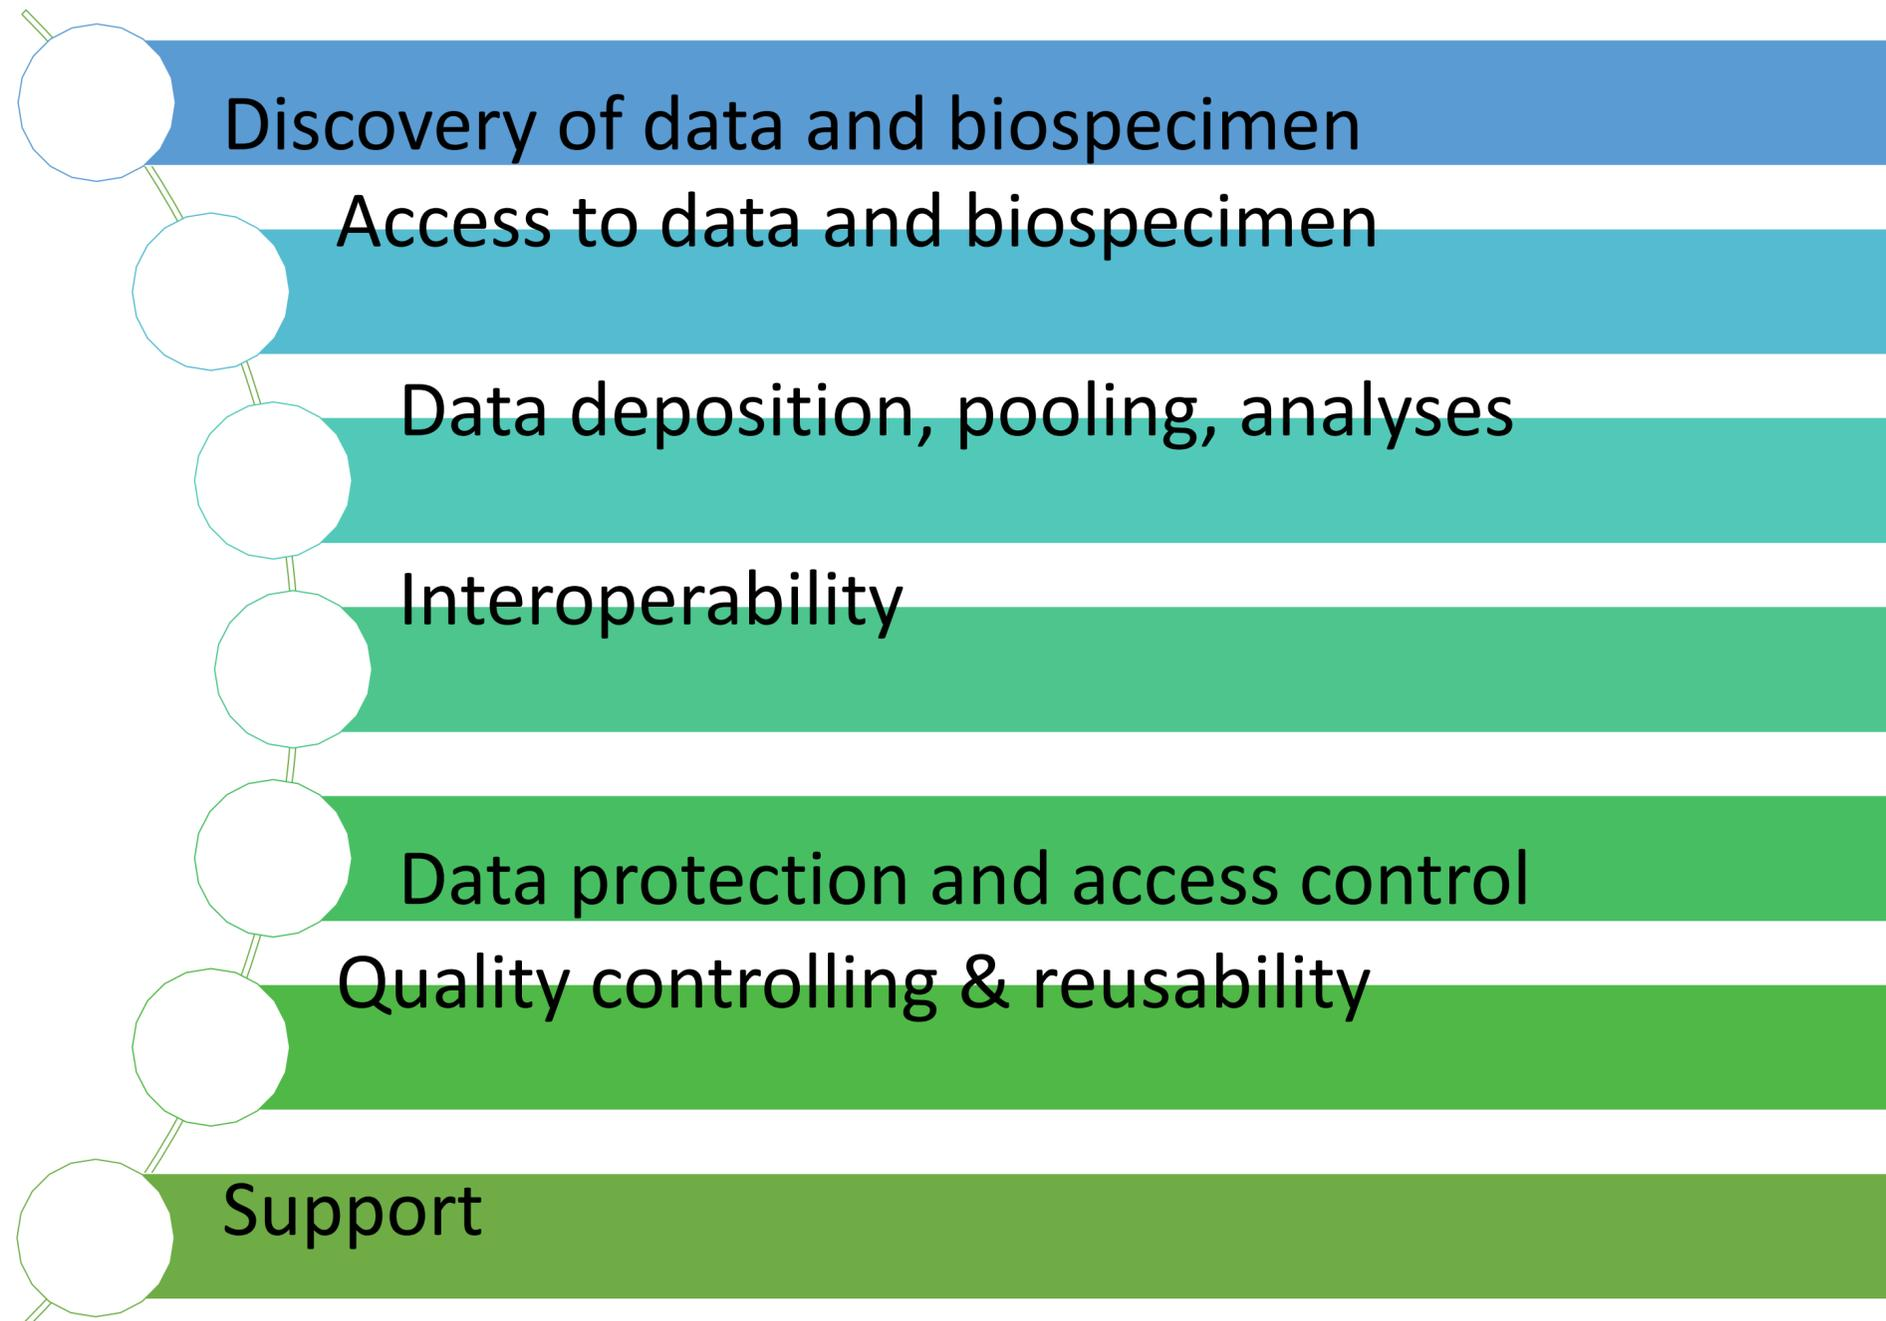 Discovery of data and biospecimen
Access to data and biospecimen
Data deposition, pooling, analyses
Interoperability
Data protection and access control
Quality controlling & reusability
Support